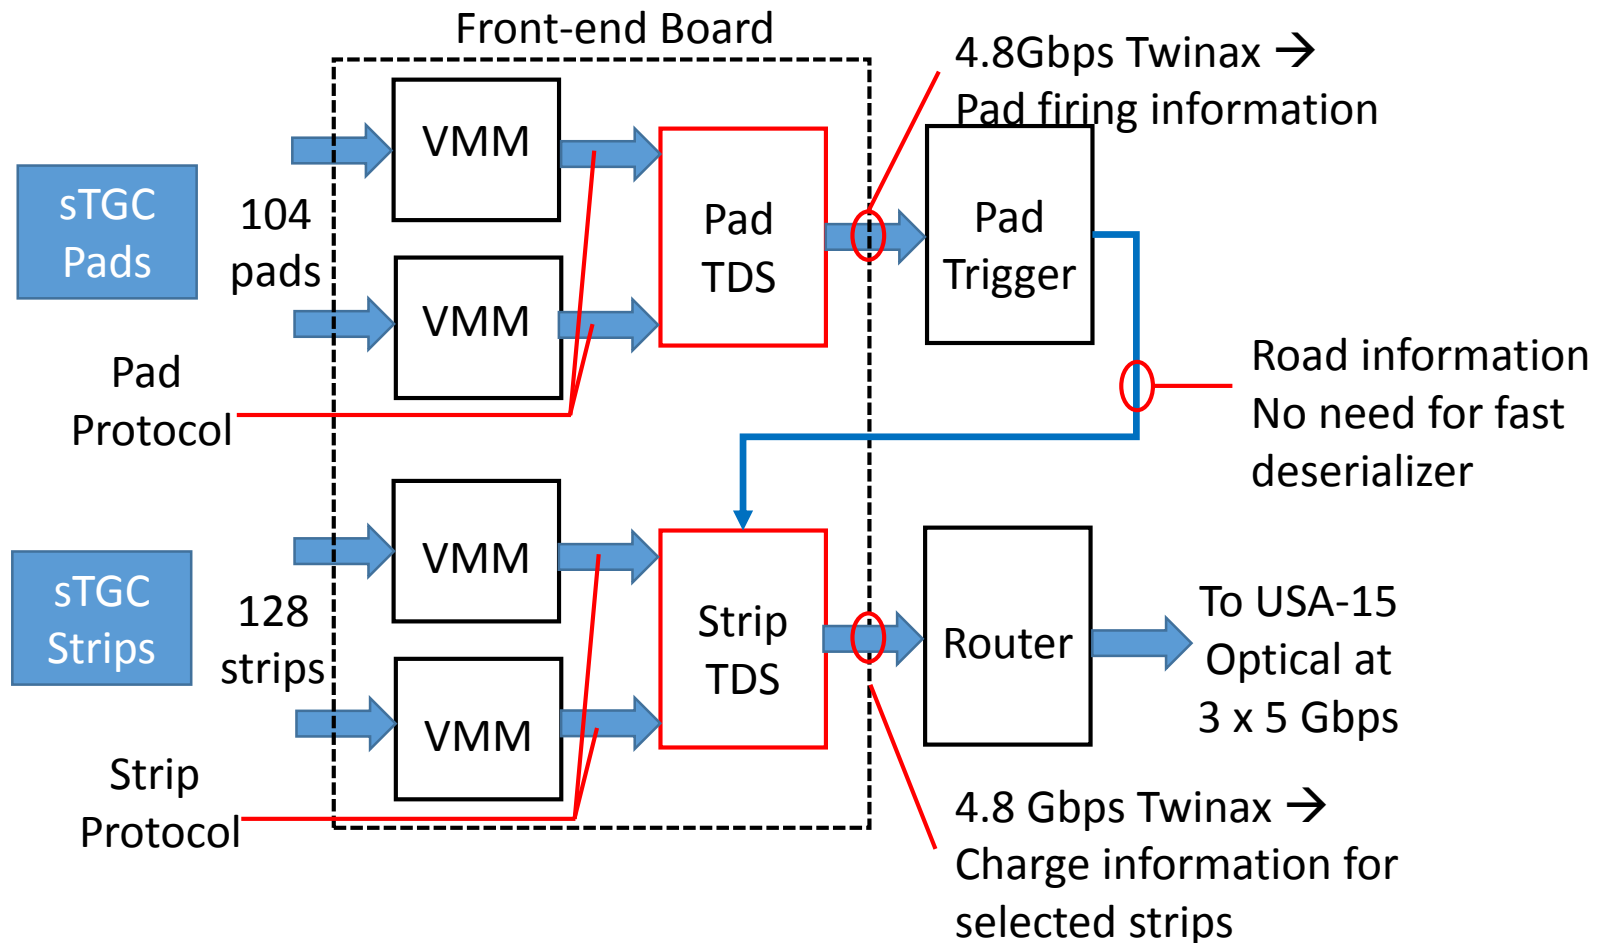 Front-end Board
4.8Gbps Twinax →
Pad firing information
VMM
sTGC
Pads
104
pads
Pad
TDS
Pad
Trigger
VMM
Pad
Protocol
Road information
No need for fast
deserializer
VMM
sTGC
Strips
128
strips
Strip
TDS
Router
To USA-15
Optical at
3 x 5 Gbps
VMM
Strip
Protocol
4.8 Gbps Twinax →
Charge information for
selected strips